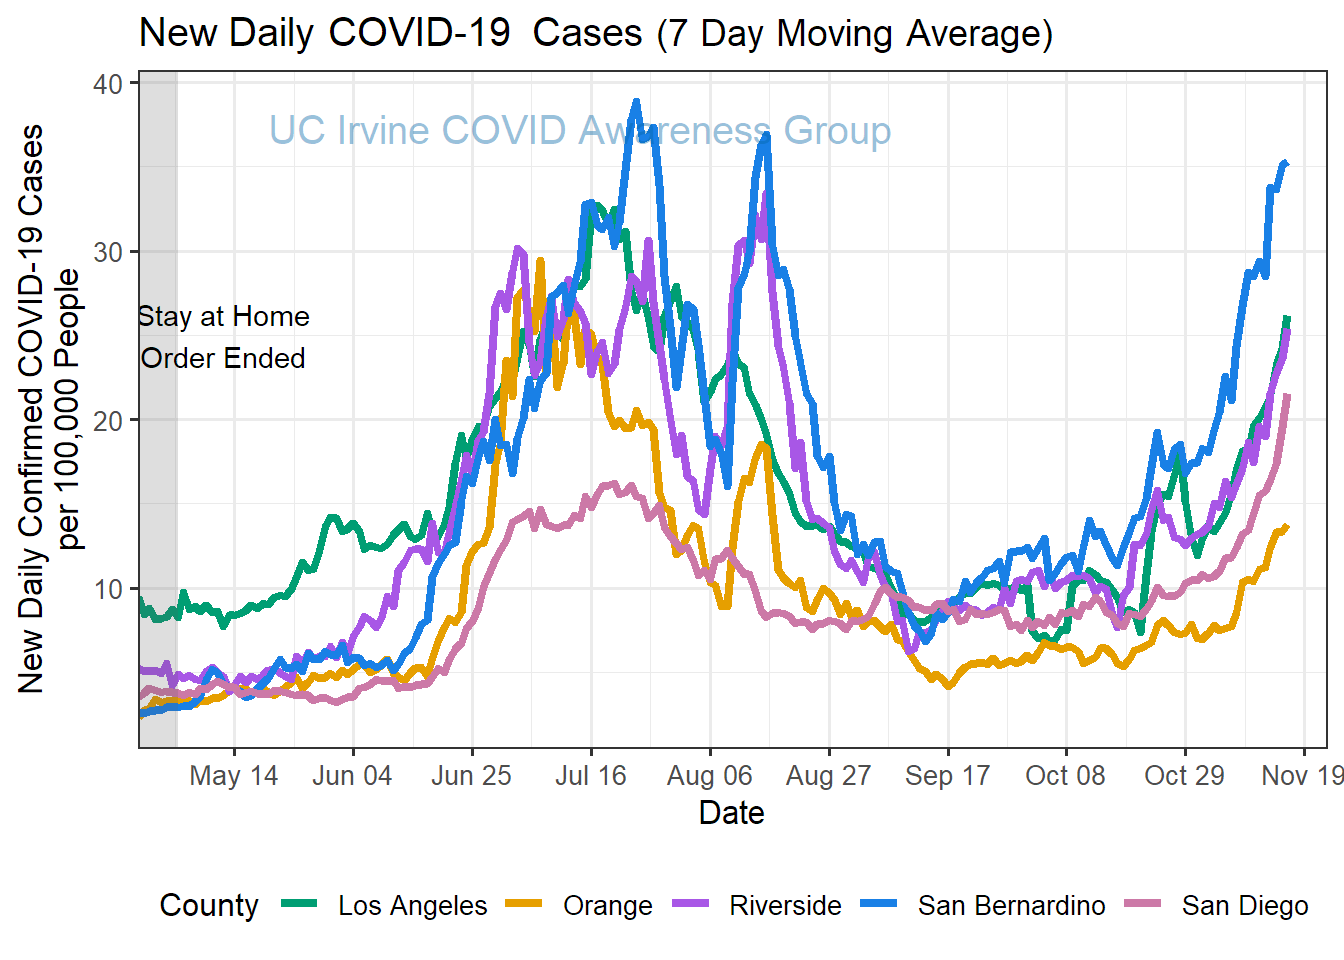 New Daily COVID-19 Cases (7 Day Moving Average)
UC Irvine COVID Awareness Group
New Daily Confirmed COVID-19 Cases
per 100,000 People
40
30
20
10
Stay at Home
Order Ended
May 14 Jun 04 Jun 25 Jul 16 Aug 06 Aug 27 Sep 17 Oct 08 Oct 29 Nov 19
Date
County Los Angeles Orange Riverside San Bernardino San Diego